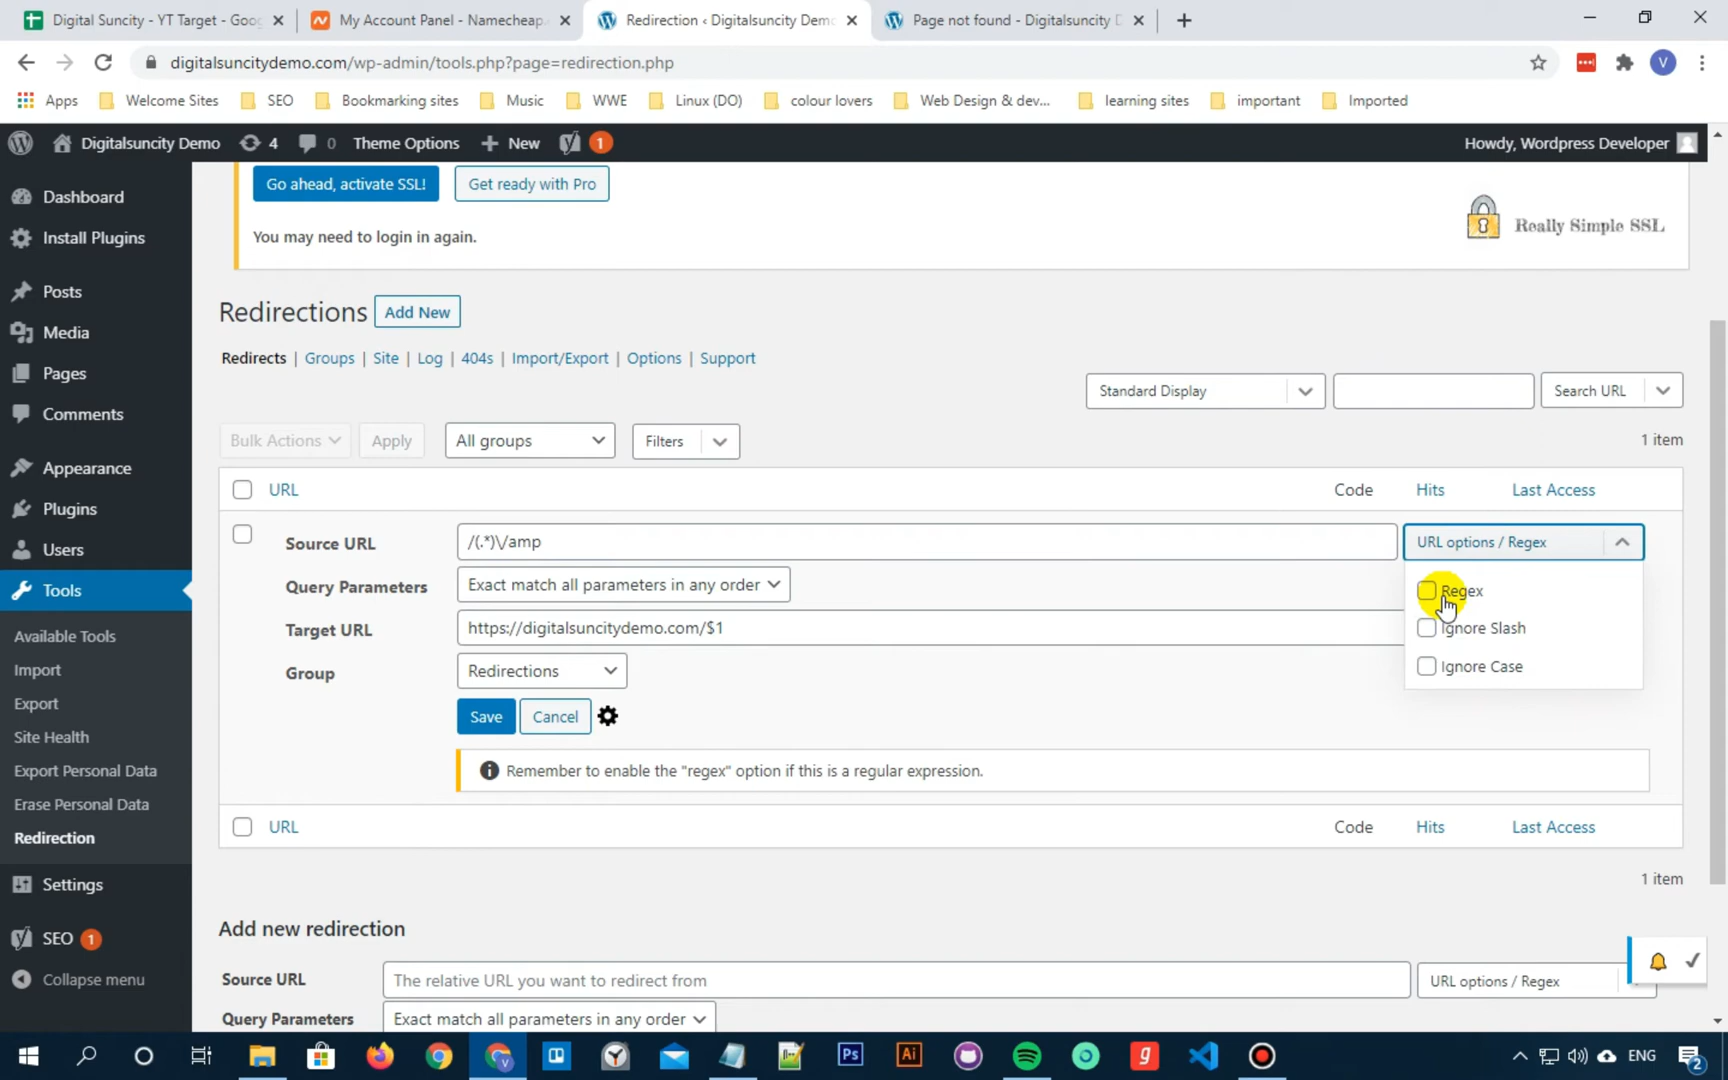 Digital Suncity - YT Target - Goo
My Account Panel - Namecheap
Redirection ‹ Digitalsuncity Demo
Page not found - Digitalsuncity D
digitalsuncitydemo.com/wp-admin/tools.php?page=redirection.php
V
Apps
Welcome Sites
SEO
Bookmarking sites
Music
WWE
Linux (DO)
colour lovers
Web Design & dev...
learning sites
important
Imported
Digitalsuncity Demo
4
0
Theme Options
+ New
1
Howdy, Wordpress Developer
Dashboard
Install Plugins
Posts
Media
Pages
Comments
Appearance
Plugins
Users
Tools
Available Tools
Import
Export
Site Health
Export Personal Data
Erase Personal Data
Redirection
Settings
SEO 1
Collapse menu
Go ahead, activate SSL!
Get ready with Pro
You may need to login in again.
Really Simple SSL
Redirections
Add New
Redirects | Groups | Site | Log | 404s | Import/Export | Options | Support
Standard Display
Search URL
Bulk Actions
Apply
All groups
Filters
1 item
URL
Code
Hits
Last Access
Source URL
/(.*)\/amp
URL options / Regex
Regex
Ignore Slash
Ignore Case
Query Parameters
Exact match all parameters in any order
Target URL
https://digitalsuncitydemo.com/$1
Group
Redirections
Save
Cancel
Remember to enable the "regex" option if this is a regular expression.
URL
Code
Hits
Last Access
1 item
Add new redirection
Source URL
The relative URL you want to redirect from
URL options / Regex
Query Parameters
Exact match all parameters in any order
Ps
Ai
g
ENG
2